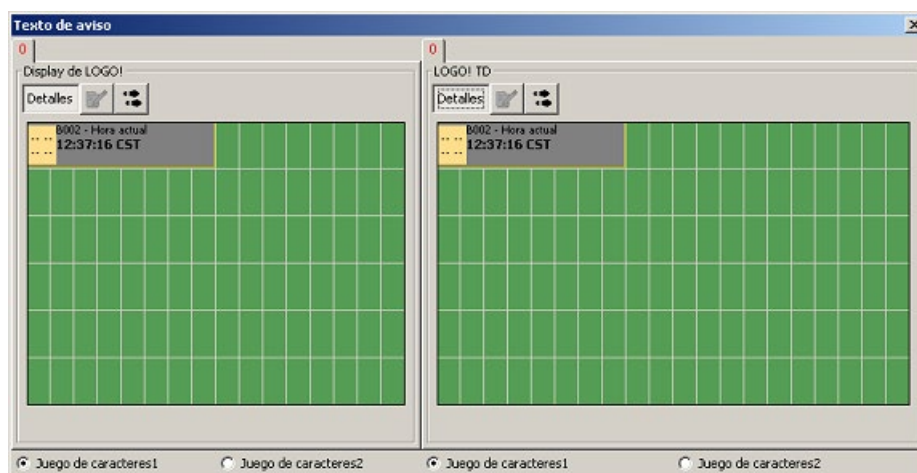 Texto de aviso
0
Display de LOGO!
Detalles
B002 - Hora actual
12:37:16 CST
Juego de caracteres1
Juego de caracteres2
0
LOGO! TD
Detalles
B002 - Hora actual
12:37:16 CST
Juego de caracteres1
Juego de caracteres2